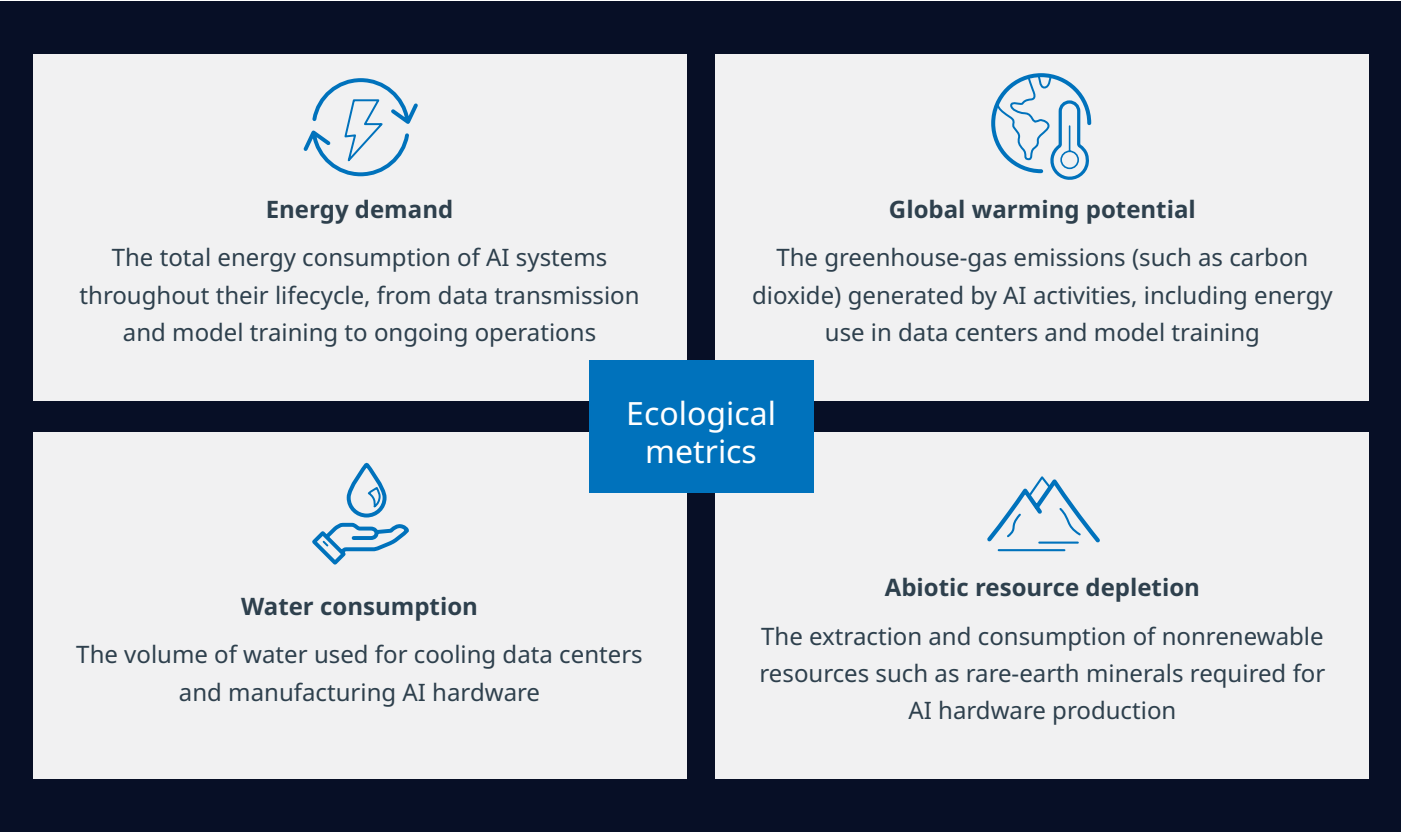 Energy demand
The total energy consumption of AI systems
throughout their lifecycle, from data transmission
and model training to ongoing operations
Global warming potential
The greenhouse-gas emissions (such as carbon
dioxide) generated by AI activities, including energy
use in data centers and model training
Ecological
metrics
Water consumption
The volume of water used for cooling data centers
and manufacturing AI hardware
Abiotic resource depletion
The extraction and consumption of nonrenewable
resources such as rare-earth minerals required for
AI hardware production